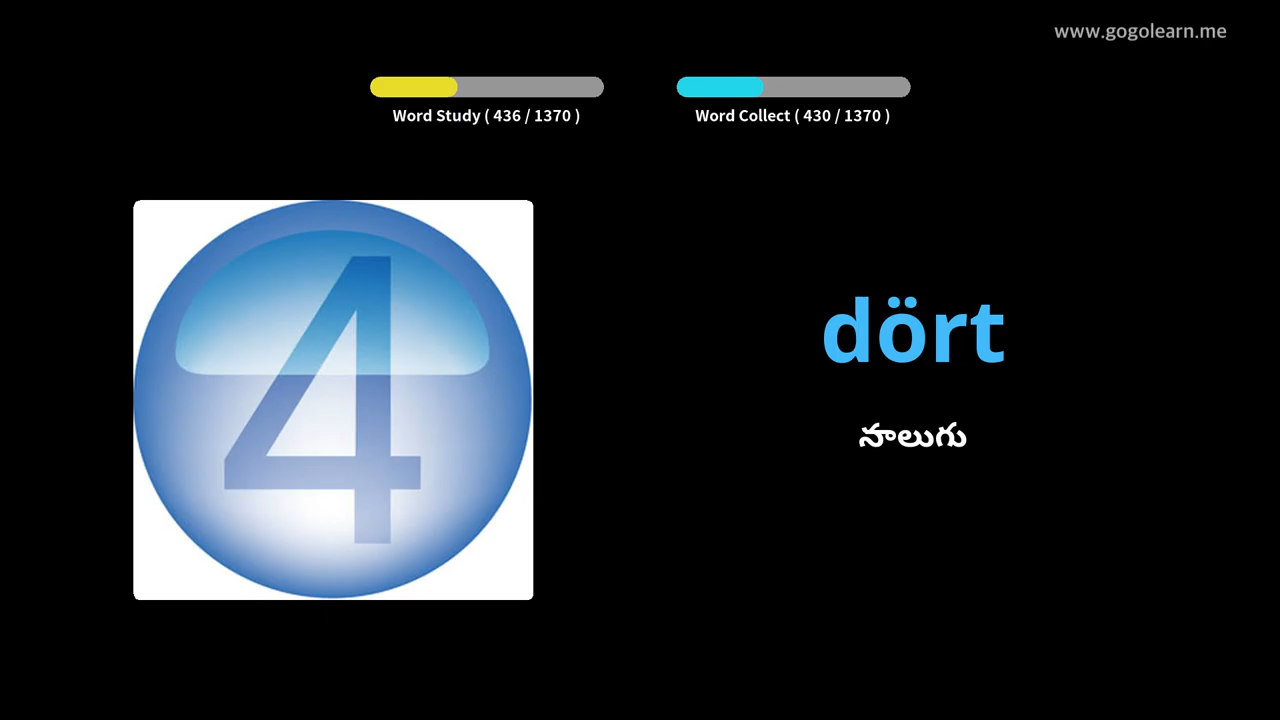 www.gogolearn.me
Word Study ( 436 / 1370 )
Word Collect ( 430 / 1370 )
4
dört
నాలుగు